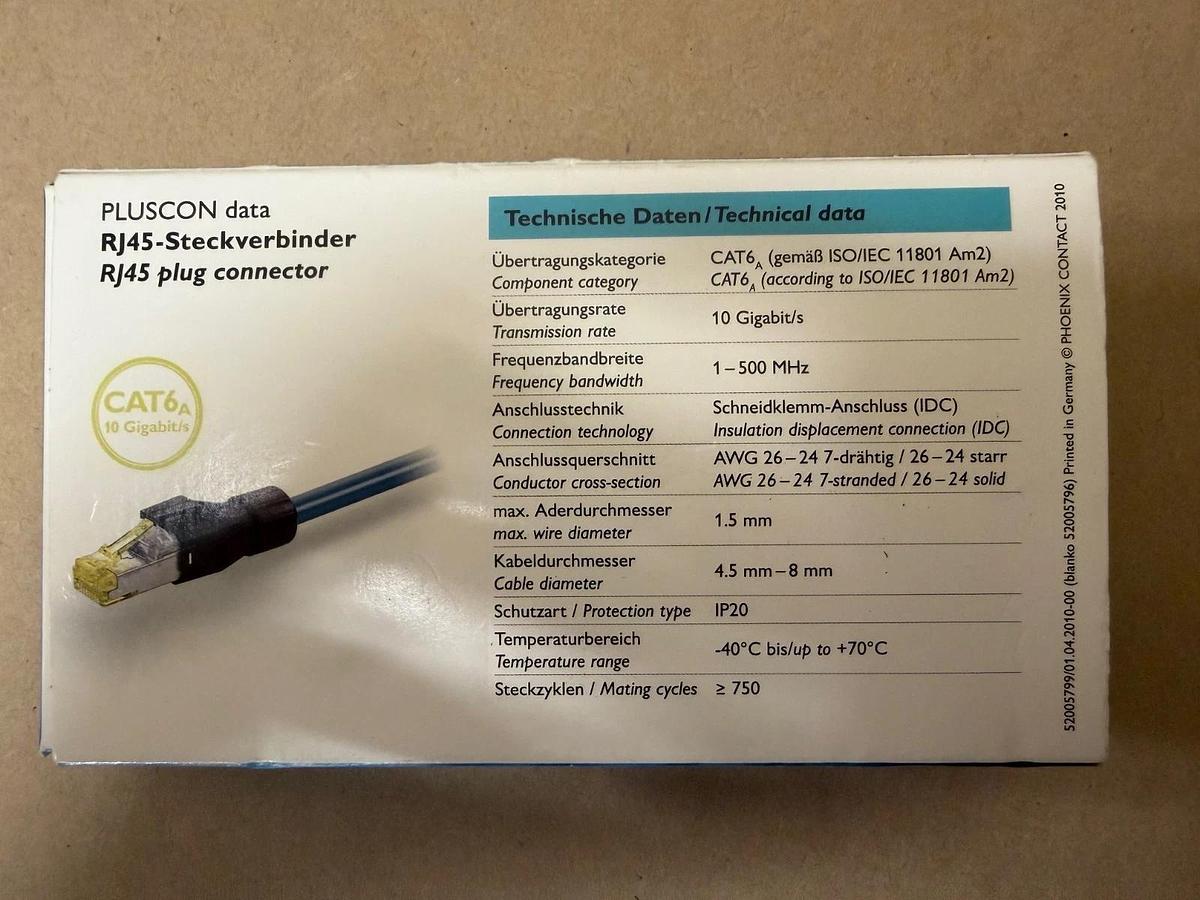 PLUSCON data
RJ45-Steckverbinder
RJ45 plug connector
CAT6A
10 Gigabit/s
Technische Daten/Technical data
Übertragungskategorie CAT6A (gemäß ISO/IEC 11801 Am2)
Component category CAT6A (according to ISO/IEC 11801 Am2)
Übertragungsrate
Transmission rate
10 Gigabit/s
Frequenzbandbreite
Frequency bandwidth
1–500 MHz
Anschlusstechnik Schneidklemm-Anschluss (IDC)
Connection technology Insulation displacement connection (IDC)
Anschlussquerschnitt AWG 26–24 7-drähtig / 26–24 starr
Conductor cross-section AWG 26–24 7-stranded / 26–24 solid
max. Aderdurchmesser
max. wire diameter
1.5 mm
Kabeldurchmesser
Cable diameter
4.5 mm–8 mm
Schutzart / Protection type IP20
Temperaturbereich
Temperature range
-40°C bis/up to +70°C
Steckzyklen / Mating cycles ≥ 750
52005799/01.04.2010-00 (blanko 52005796) Printed in Germany © PHOENIX CONTACT 2010